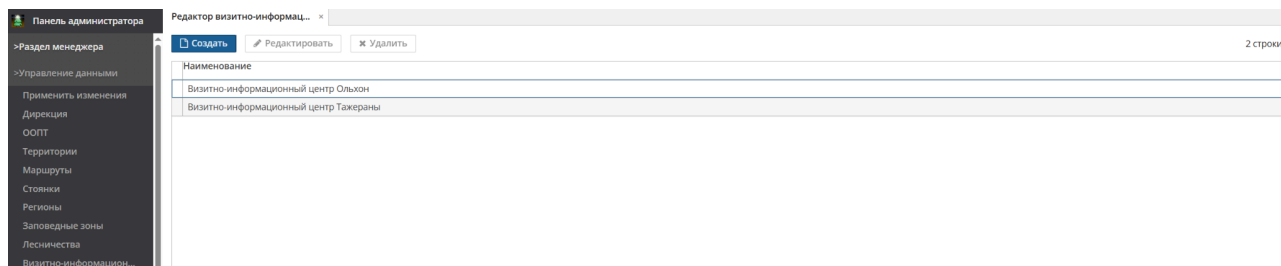 Панель администратора
Редактор визитно-информац... ×
>Раздел менеджера
Создать Редактировать × Удалить
2 строки
Наименование
>Управление данными
Визитно-информационный центр Ольхон
Применить изменения
Визитно-информационный центр Тажераны
Дирекция
ООПТ
Территории
Маршруты
Стоянки
Регионы
Заповедные зоны
Лесничества
Визитно-информацион...